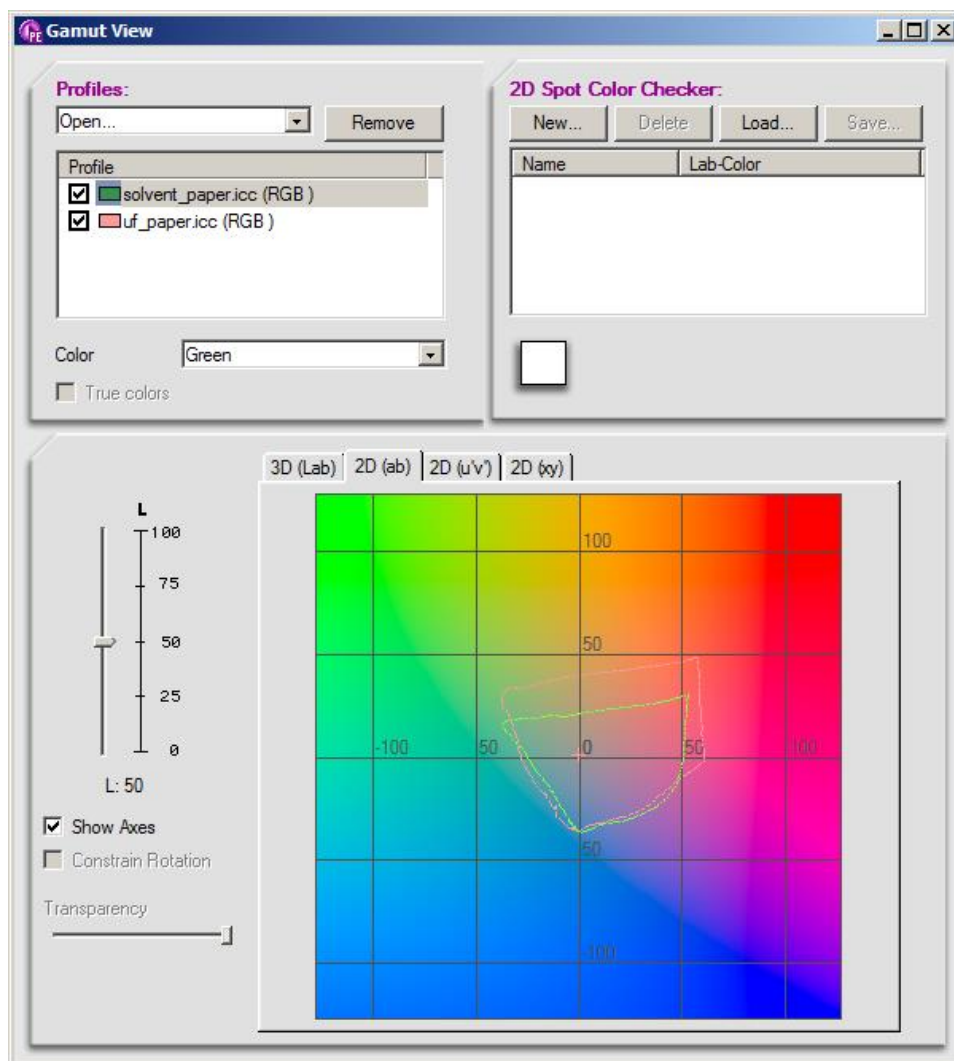 Gamut View
Profiles:
Open...
Remove
Profile
solvent_paper.icc (RGB )
uf_paper.icc (RGB )
Color
Green
True colors
2D Spot Color Checker:
New...
Delete
Load...
Save...
Name
Lab-Color
3D (Lab)
2D (ab)
2D (u'v')
2D (xy)
L
100
75
50
25
0
L: 50
Show Axes
Constrain Rotation
Transparency
100
50
-100
50
0
50
100
50
-100